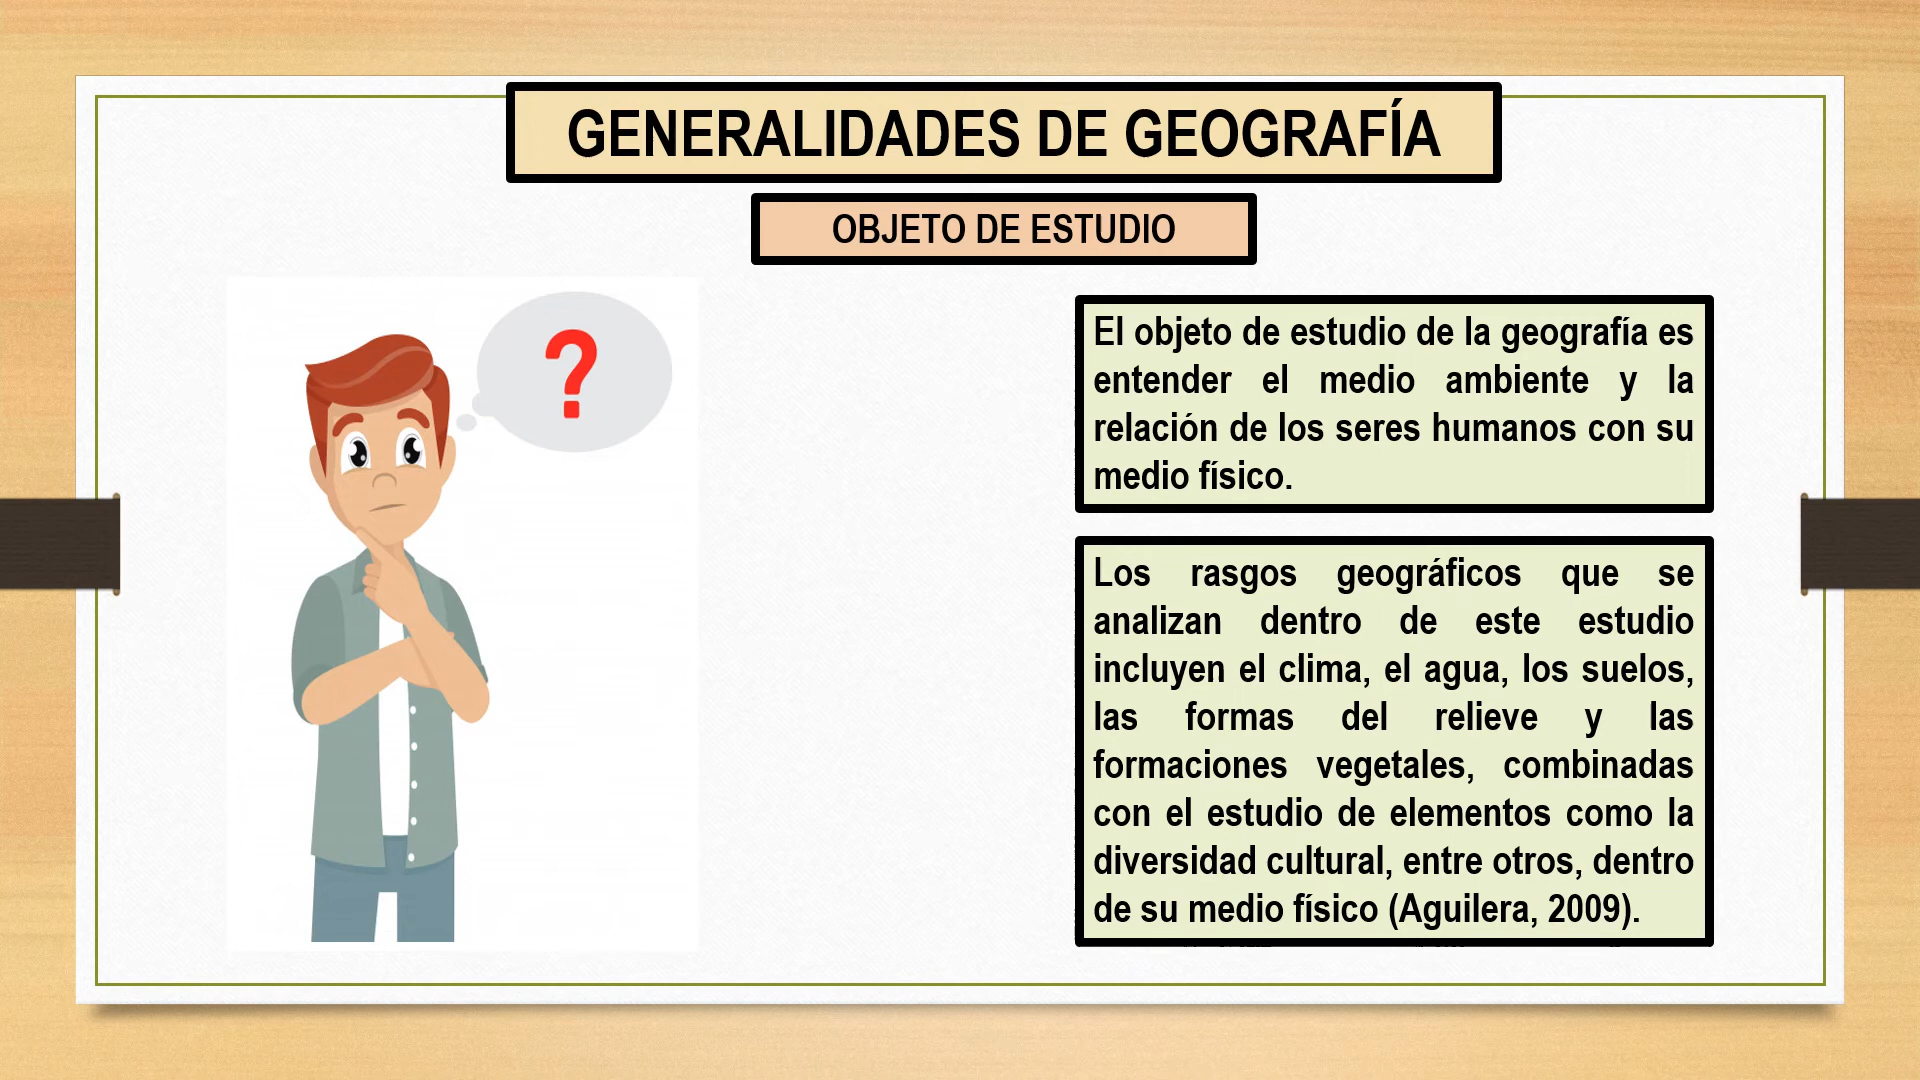 GENERALIDADES DE GEOGRAFÍA
OBJETO DE ESTUDIO
?
El objeto de estudio de la geografía es
entender el medio ambiente y la
relación de los seres humanos con su
medio físico.
Los rasgos geográficos que se
analizan dentro de este estudio
incluyen el clima, el agua, los suelos,
las formas del relieve y las
formaciones vegetales, combinadas
con el estudio de elementos como la
diversidad cultural, entre otros, dentro
de su medio físico (Aguilera, 2009).